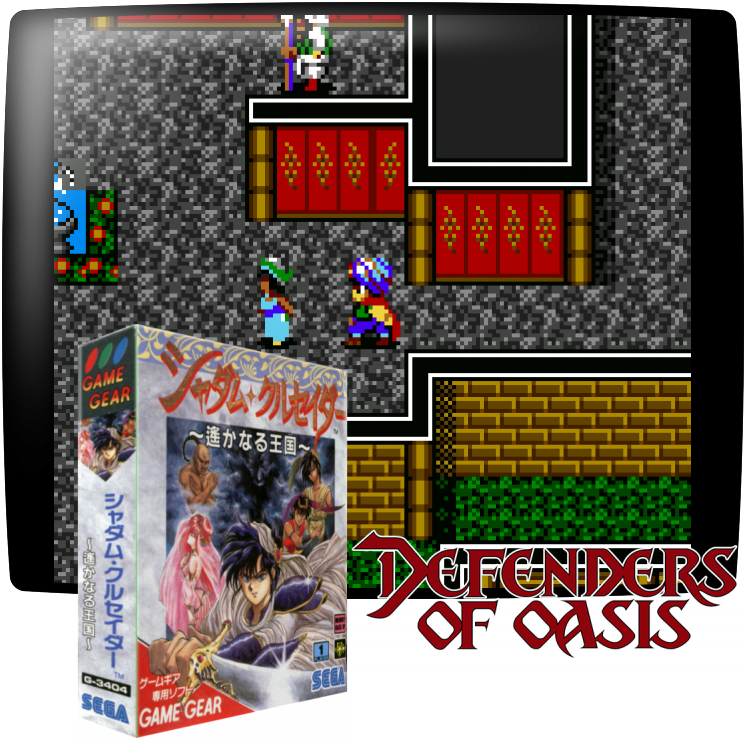 GAME
GEAR
シャダム・クルセイダー
TM
〜遥かなる王国〜
G-3404
SEGA
シャダム・クルセイダー
〜遥かなる王国〜
1
SEGA
ゲームギア
専用ソフト
GAME GEAR
DEFENDERS
OF OASIS